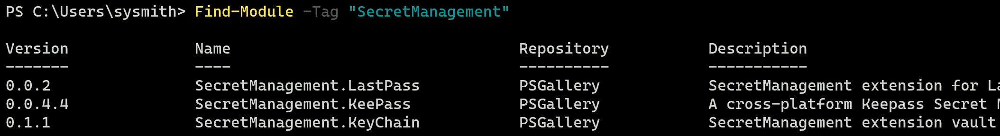 PS C:\Users\sysmith> Find-Module -Tag "SecretManagement"
Version Name Repository Description
------- ---- ---------- -----------
0.0.2 SecretManagement.LastPass PSGallery SecretManagement extension for
0.0.4.4 SecretManagement.KeePass PSGallery A cross-platform Keepass Secret
0.1.1 SecretManagement.KeyChain PSGallery SecretManagement extension vault